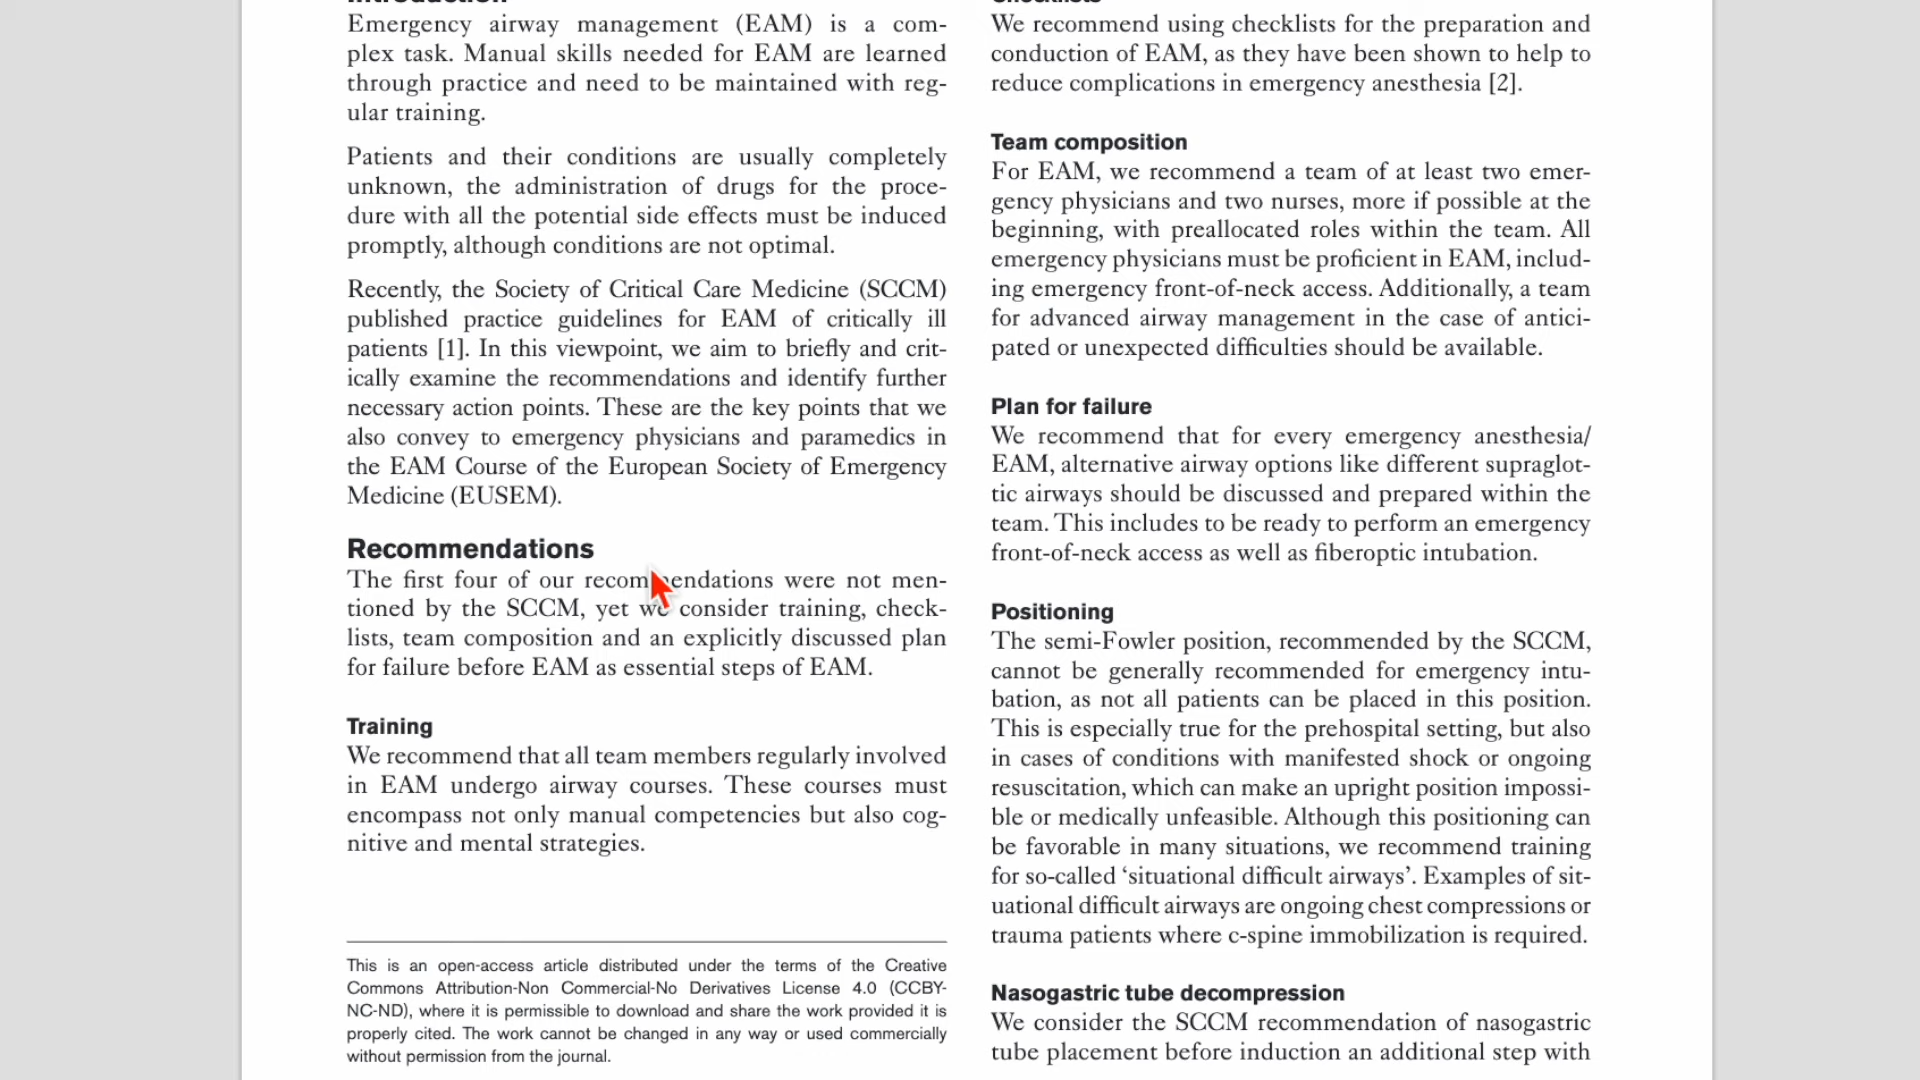 Introduction
Emergency airway management (EAM) is a com-
plex task. Manual skills needed for EAM are learned
through practice and need to be maintained with reg-
ular training.
Patients and their conditions are usually completely
unknown, the administration of drugs for the proce-
dure with all the potential side effects must be induced
promptly, although conditions are not optimal.
Recently, the Society of Critical Care Medicine (SCCM)
published practice guidelines for EAM of critically ill
patients [1]. In this viewpoint, we aim to briefly and crit-
ically examine the recommendations and identify further
necessary action points. These are the key points that we
also convey to emergency physicians and paramedics in
the EAM Course of the European Society of Emergency
Medicine (EUSEM).
Recommendations
The first four of our recommendations were not men-
tioned by the SCCM, yet we consider training, check-
lists, team composition and an explicitly discussed plan
for failure before EAM as essential steps of EAM.
Training
We recommend that all team members regularly involved
in EAM undergo airway courses. These courses must
encompass not only manual competencies but also cog-
nitive and mental strategies.
This is an open-access article distributed under the terms of the Creative
Commons Attribution-Non Commercial-No Derivatives License 4.0 (CCBY-
NC-ND), where it is permissible to download and share the work provided it is
properly cited. The work cannot be changed in any way or used commercially
without permission from the journal.
Checklists
We recommend using checklists for the preparation and
conduction of EAM, as they have been shown to help to
reduce complications in emergency anesthesia [2].
Team composition
For EAM, we recommend a team of at least two emer-
gency physicians and two nurses, more if possible at the
beginning, with preallocated roles within the team. All
emergency physicians must be proficient in EAM, includ-
ing emergency front-of-neck access. Additionally, a team
for advanced airway management in the case of antici-
pated or unexpected difficulties should be available.
Plan for failure
We recommend that for every emergency anesthesia/
EAM, alternative airway options like different supraglot-
tic airways should be discussed and prepared within the
team. This includes to be ready to perform an emergency
front-of-neck access as well as fiberoptic intubation.
Positioning
The semi-Fowler position, recommended by the SCCM,
cannot be generally recommended for emergency intu-
bation, as not all patients can be placed in this position.
This is especially true for the prehospital setting, but also
in cases of conditions with manifested shock or ongoing
resuscitation, which can make an upright position impossi-
ble or medically unfeasible. Although this positioning can
be favorable in many situations, we recommend training
for so-called ‘situational difficult airways’. Examples of sit-
uational difficult airways are ongoing chest compressions or
trauma patients where c-spine immobilization is required.
Nasogastric tube decompression
We consider the SCCM recommendation of nasogastric
tube placement before induction an additional step with